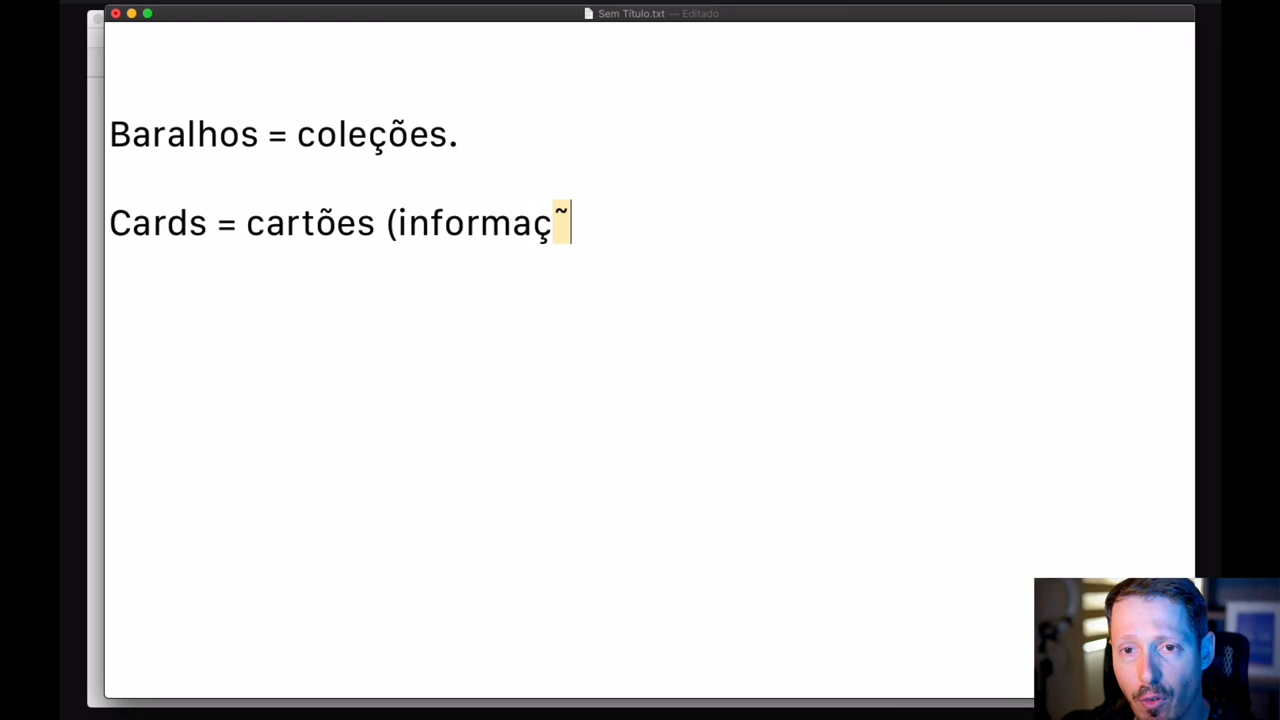 Sem Título.txt — Editado
Baralhos = coleções.
Cards = cartões (informaç~